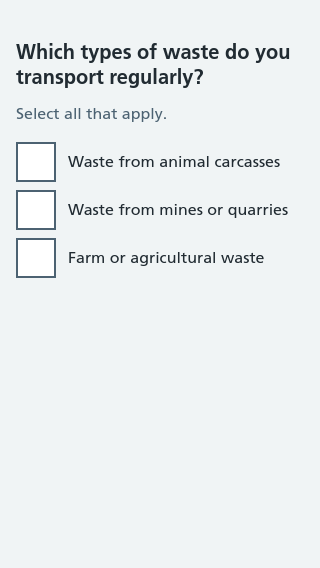 Which types of waste do you
transport regularly?
Select all that apply.
Waste from animal carcasses
Waste from mines or quarries
Farm or agricultural waste